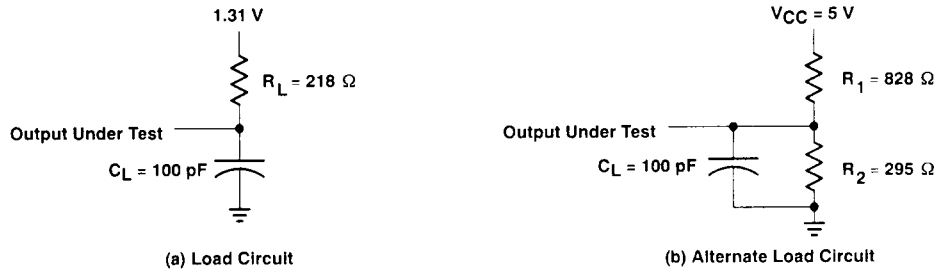 1.31 V
R_L = 218 Ω
Output Under Test
C_L = 100 pF
(a) Load Circuit
V_CC = 5 V
R_1 = 828 Ω
Output Under Test
C_L = 100 pF
R_2 = 295 Ω
(b) Alternate Load Circuit